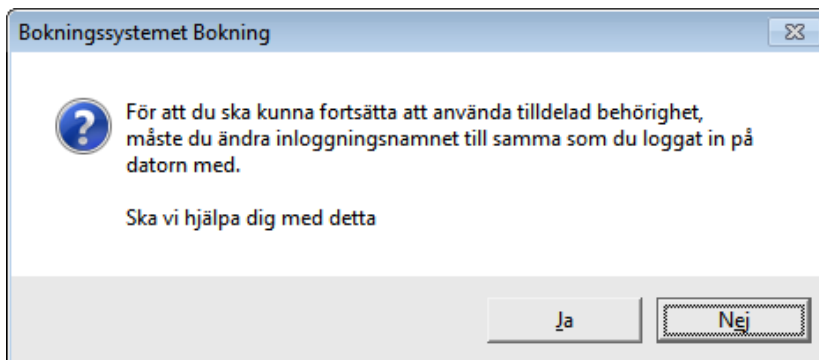 Bokningssystemet Bokning
För att du ska kunna fortsätta att använda tilldelad behörighet,
måste du ändra inloggningsnamnet till samma som du loggat in på
datorn med.
Ska vi hjälpa dig med detta
Ja
Nej